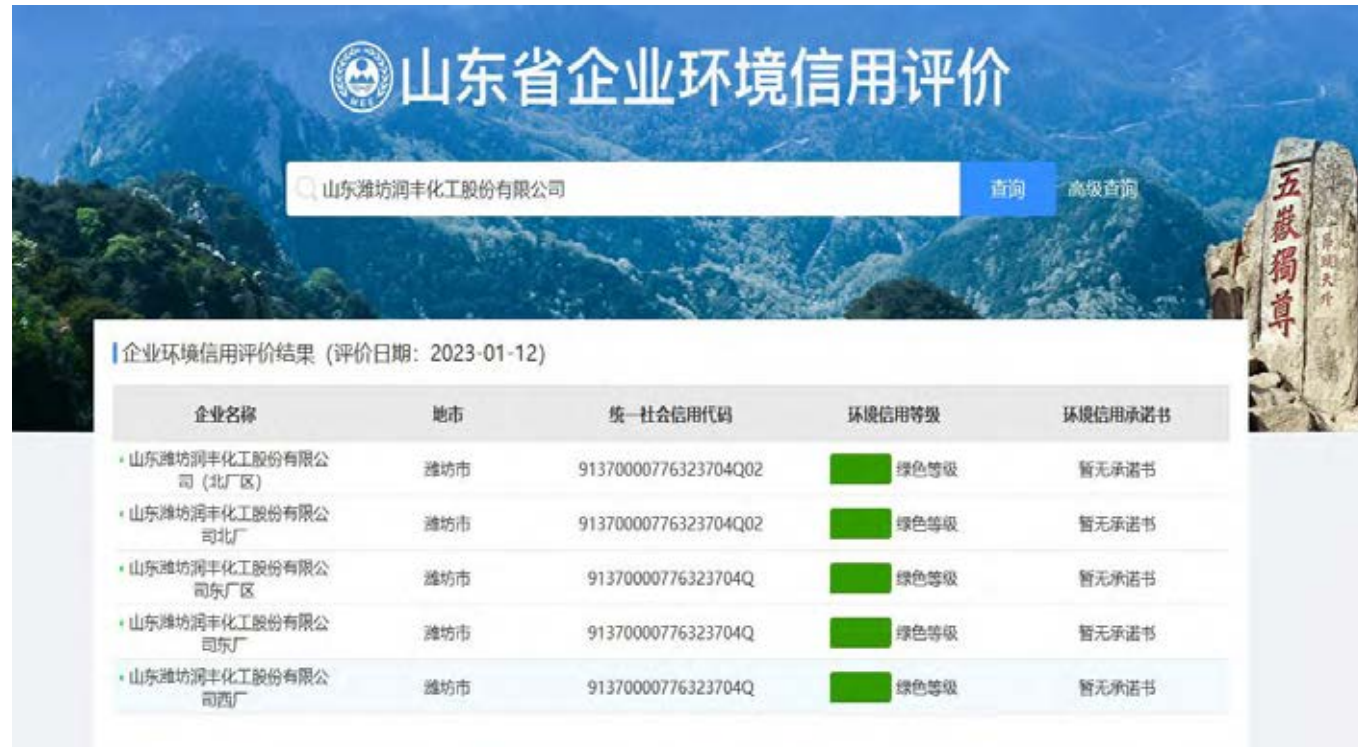 山东省企业环境信用评价
山东潍坊润丰化工股份有限公司
查询
高级查询
五嶽獨尊
企业环境信用评价结果 (评价日期：2023-01-12)
企业名称 地市 统一社会信用代码 环境信用等级 环境信用承诺书
山东潍坊润丰化工股份有限公
司（北厂区） 潍坊市 91370000776323704Q02 绿色等级 暂无承诺书
山东潍坊润丰化工股份有限公
司北厂 潍坊市 91370000776323704Q02 绿色等级 暂无承诺书
山东潍坊润丰化工股份有限公
司东厂区 潍坊市 91370000776323704Q 绿色等级 暂无承诺书
山东潍坊润丰化工股份有限公
司东厂 潍坊市 91370000776323704Q 绿色等级 暂无承诺书
山东潍坊润丰化工股份有限公
司西厂 潍坊市 91370000776323704Q 绿色等级 暂无承诺书